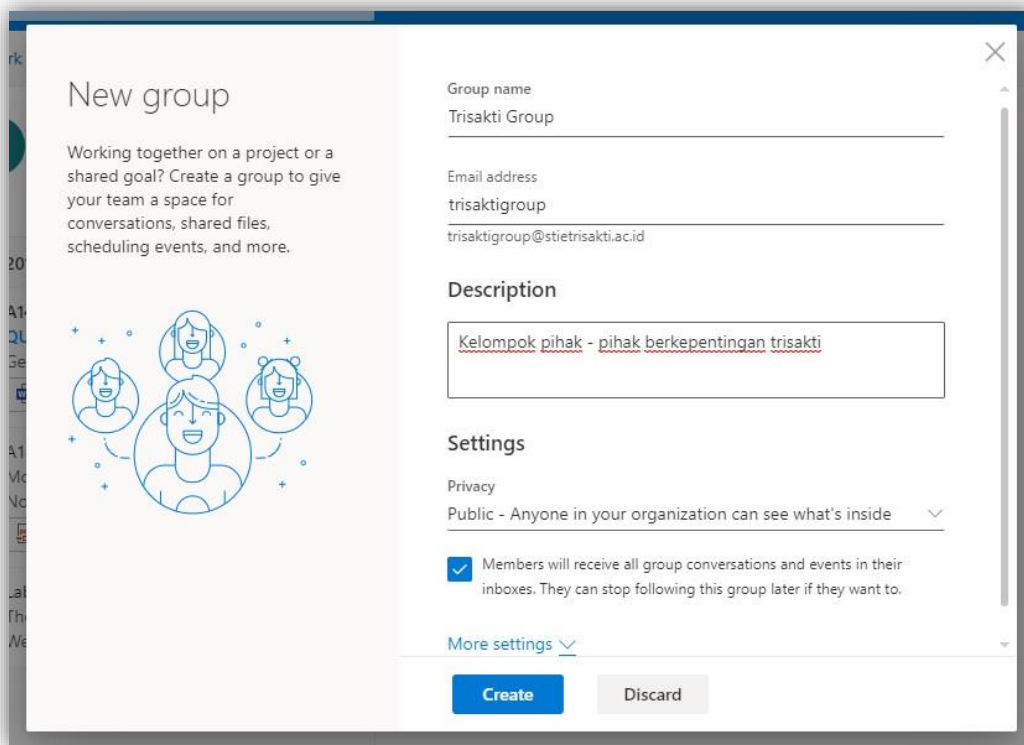 New group
Working together on a project or a
shared goal? Create a group to give
your team a space for
conversations, shared files,
scheduling events, and more.
Group name
Trisakti Group
Email address
trisaktigroup
trisaktigroup@stietrisakti.ac.id
Description
Kelompok pihak - pihak berkepentingan trisakti
Settings
Privacy
Public - Anyone in your organization can see what's inside
Members will receive all group conversations and events in their
inboxes. They can stop following this group later if they want to.
More settings
Create
Discard